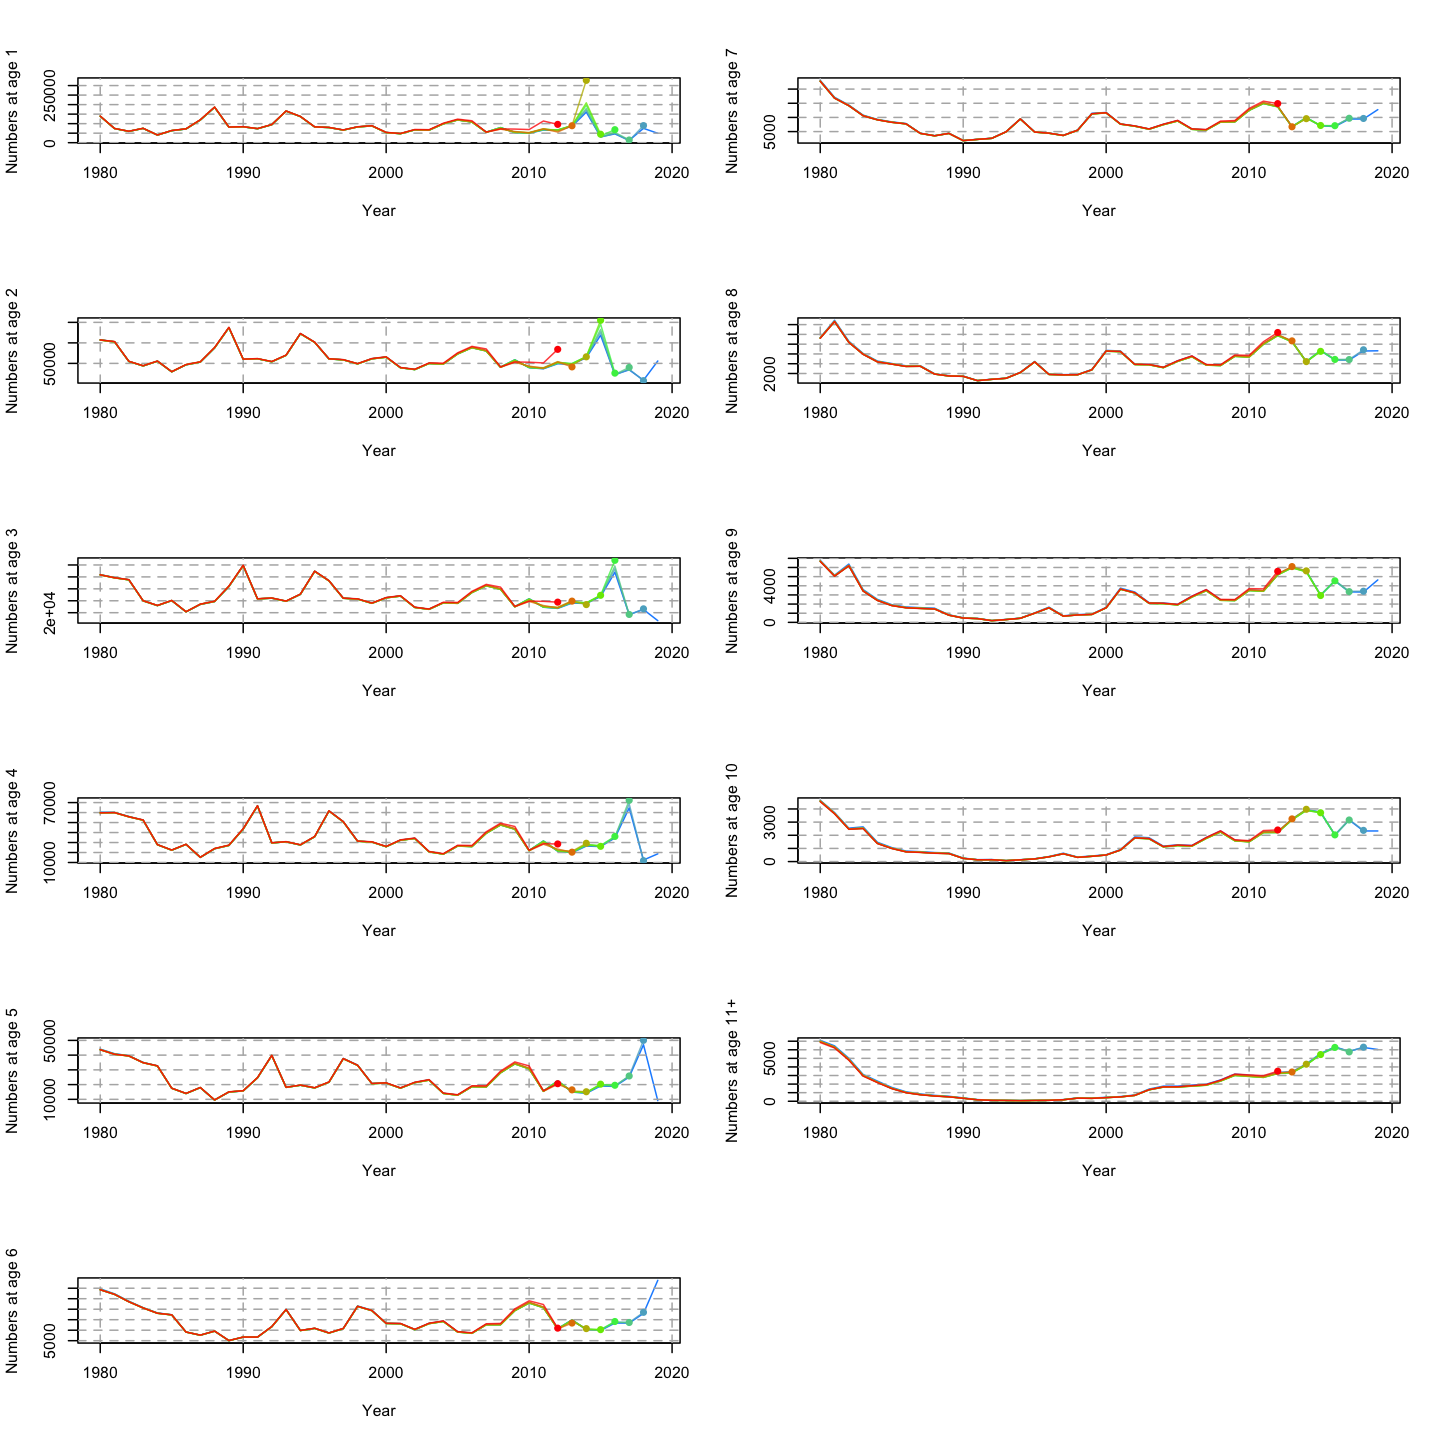 Numbers at age 1
0 250000
1980 1990 2000 2010 2020
Year
Numbers at age 2
50000
1980 1990 2000 2010 2020
Year
Numbers at age 3
2e+04
1980 1990 2000 2010 2020
Year
Numbers at age 4
10000 70000
1980 1990 2000 2010 2020
Year
Numbers at age 5
10000 50000
1980 1990 2000 2010 2020
Year
Numbers at age 6
5000
1980 1990 2000 2010 2020
Year
Numbers at age 7
5000
1980 1990 2000 2010 2020
Year
Numbers at age 8
2000
1980 1990 2000 2010 2020
Year
Numbers at age 9
0 4000
1980 1990 2000 2010 2020
Year
Numbers at age 10
0 3000
1980 1990 2000 2010 2020
Year
Numbers at age 11+
0 5000
1980 1990 2000 2010 2020
Year